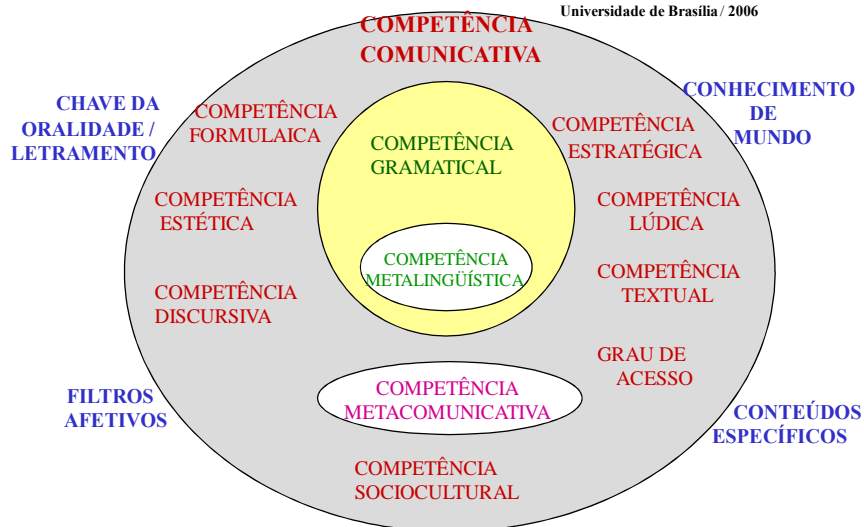 Universidade de Brasília / 2006
COMPETÊNCIA
COMUNICATIVA
CHAVE DA
ORALIDADE /
LETRAMENTO
CONHECIMENTO
DE
MUNDO
COMPETÊNCIA
FORMULAICA
COMPETÊNCIA
GRAMATICAL
COMPETÊNCIA
ESTRATÉGICA
COMPETÊNCIA
ESTÉTICA
COMPETÊNCIA
LÚDICA
COMPETÊNCIA
METALINGÜÍSTICA
COMPETÊNCIA
DISCURSIVA
COMPETÊNCIA
TEXTUAL
GRAU DE
ACESSO
FILTROS
AFETIVOS
COMPETÊNCIA
METACOMUNICATIVA
CONTEÚDOS
ESPECÍFICOS
COMPETÊNCIA
SOCIOCULTURAL